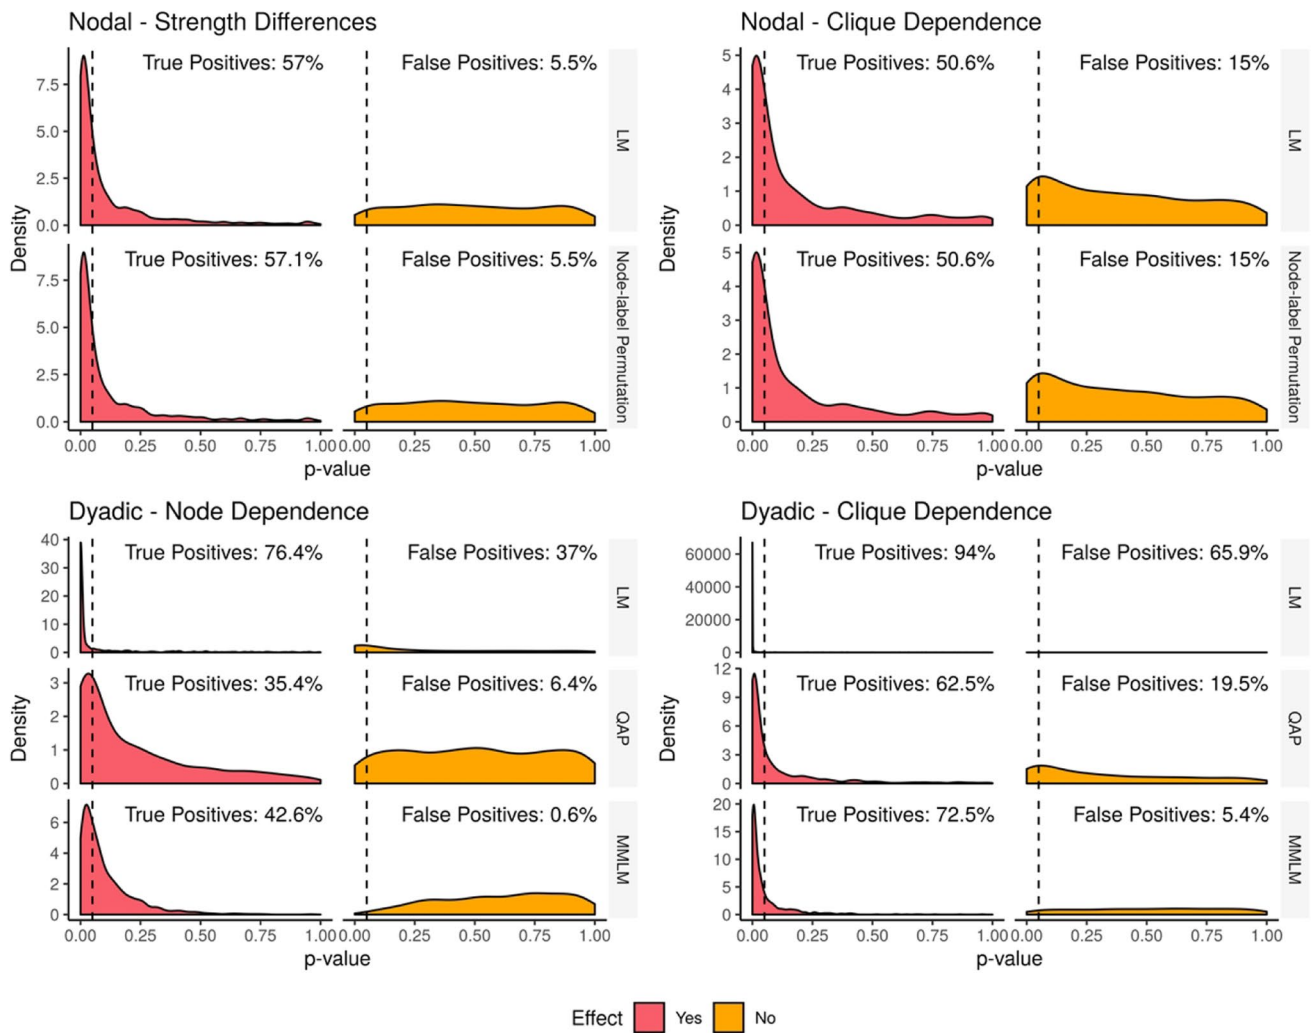 Nodal - Strength Differences
True Positives: 57%
False Positives: 5.5%
7.5
5.0
2.5
0.0
LM
True Positives: 57.1%
False Positives: 5.5%
7.5
5.0
2.5
0.0
Node-label Permutation
Density
0.00 0.25 0.50 0.75 1.00 0.00 0.25 0.50 0.75 1.00
p-value
Nodal - Clique Dependence
True Positives: 50.6%
False Positives: 15%
5
4
3
2
1
0
LM
True Positives: 50.6%
False Positives: 15%
5
4
3
2
1
0
Node-label Permutation
Density
0.00 0.25 0.50 0.75 1.00 0.00 0.25 0.50 0.75 1.00
p-value
Dyadic - Node Dependence
True Positives: 76.4%
False Positives: 37%
40
30
20
10
0
LM
True Positives: 35.4%
False Positives: 6.4%
3
2
1
0
QAP
True Positives: 42.6%
False Positives: 0.6%
6
4
2
0
MMLM
Density
0.00 0.25 0.50 0.75 1.00 0.00 0.25 0.50 0.75 1.00
p-value
Dyadic - Clique Dependence
True Positives: 94%
False Positives: 65.9%
60000
40000
20000
0
LM
True Positives: 62.5%
False Positives: 19.5%
12
9
6
3
0
QAP
True Positives: 72.5%
False Positives: 5.4%
20
15
10
5
0
MMLM
Density
0.00 0.25 0.50 0.75 1.00 0.00 0.25 0.50 0.75 1.00
p-value
Effect Yes No